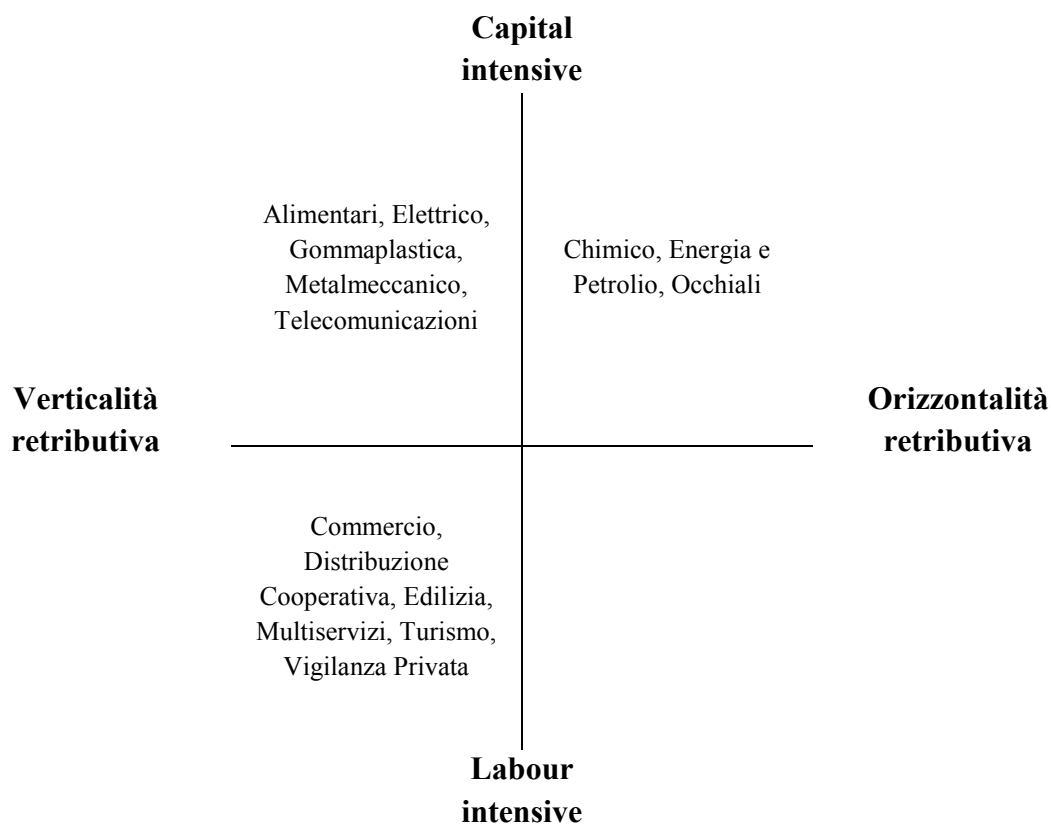 Capital
intensive
Alimentari, Elettrico,
Gommaplastica,
Metalmeccanico,
Telecomunicazioni
Chimico, Energia e
Petrolio, Occhiali
Verticalità
retributiva
Orizzontalità
retributiva
Commercio,
Distribuzione
Cooperativa, Edilizia,
Multiservizi, Turismo,
Vigilanza Privata
Labour
intensive